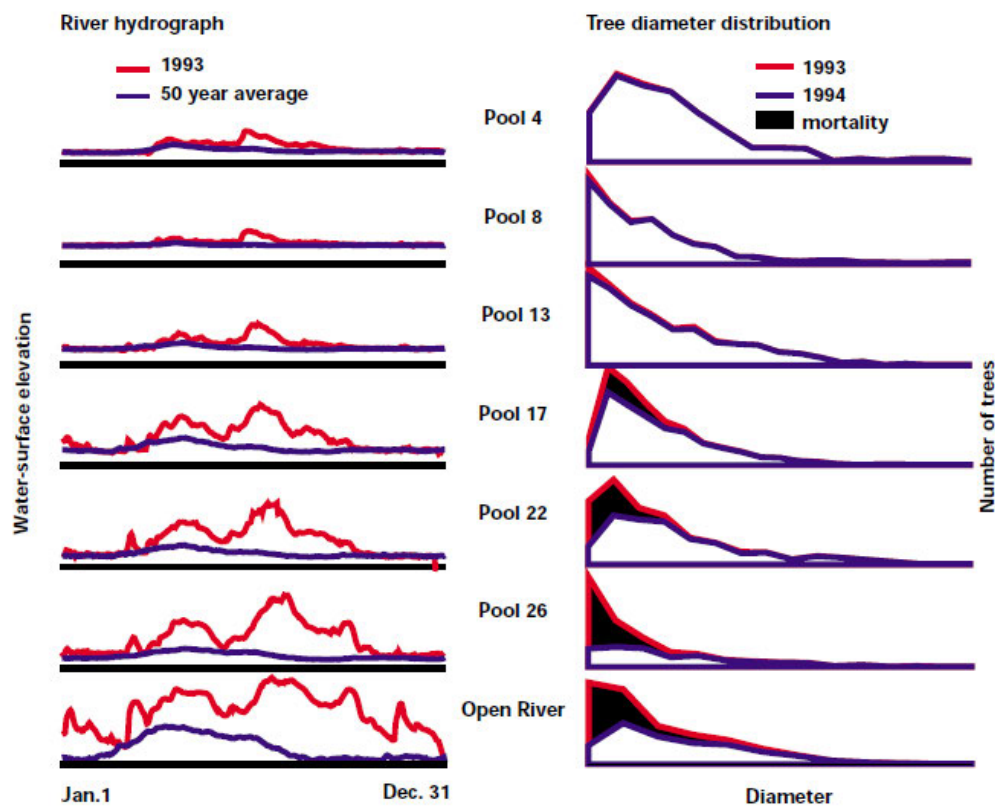 River hydrograph
1993
50 year average
Tree diameter distribution
1993
1994
mortality
Pool 4
Pool 8
Pool 13
Pool 17
Pool 22
Pool 26
Open River
Water-surface elevation
Number of trees
Jan.1
Dec. 31
Diameter